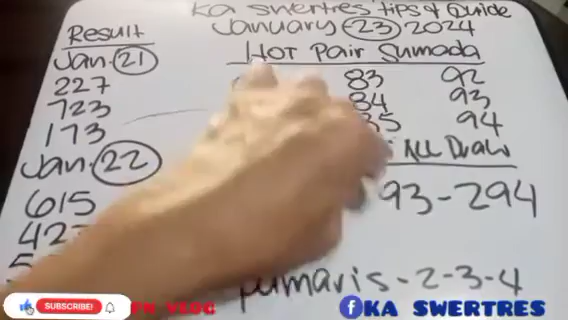 Ka Swertres tips & Guide
January 23 2024
Result
Hot Pair Sumada
Jan. 21
227
723
173
83 92
84 93
94
Jan. 22
All Draw
615
93-294
pumaris-2-3-4
SUBSCRIBE!
VLOG
KA SWERTRES